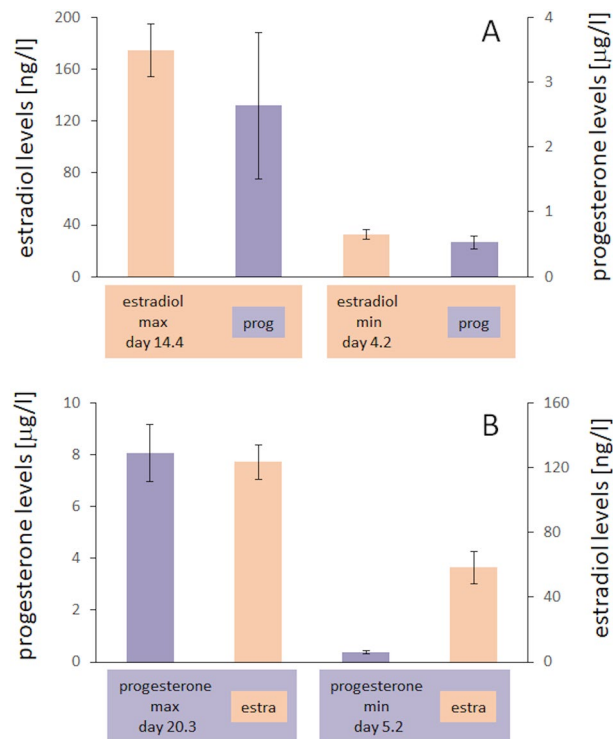 A
estradiol levels [ng/l]
200
160
120
80
40
0
progesterone levels [µg/l]
4
3
2
1
0
estradiol
max
day 14.4
prog
estradiol
min
day 4.2
prog
B
progesterone levels [µg/l]
10
8
6
4
2
0
estradiol levels [ng/l]
160
120
80
40
0
progesterone
max
day 20.3
estra
progesterone
min
day 5.2
estra